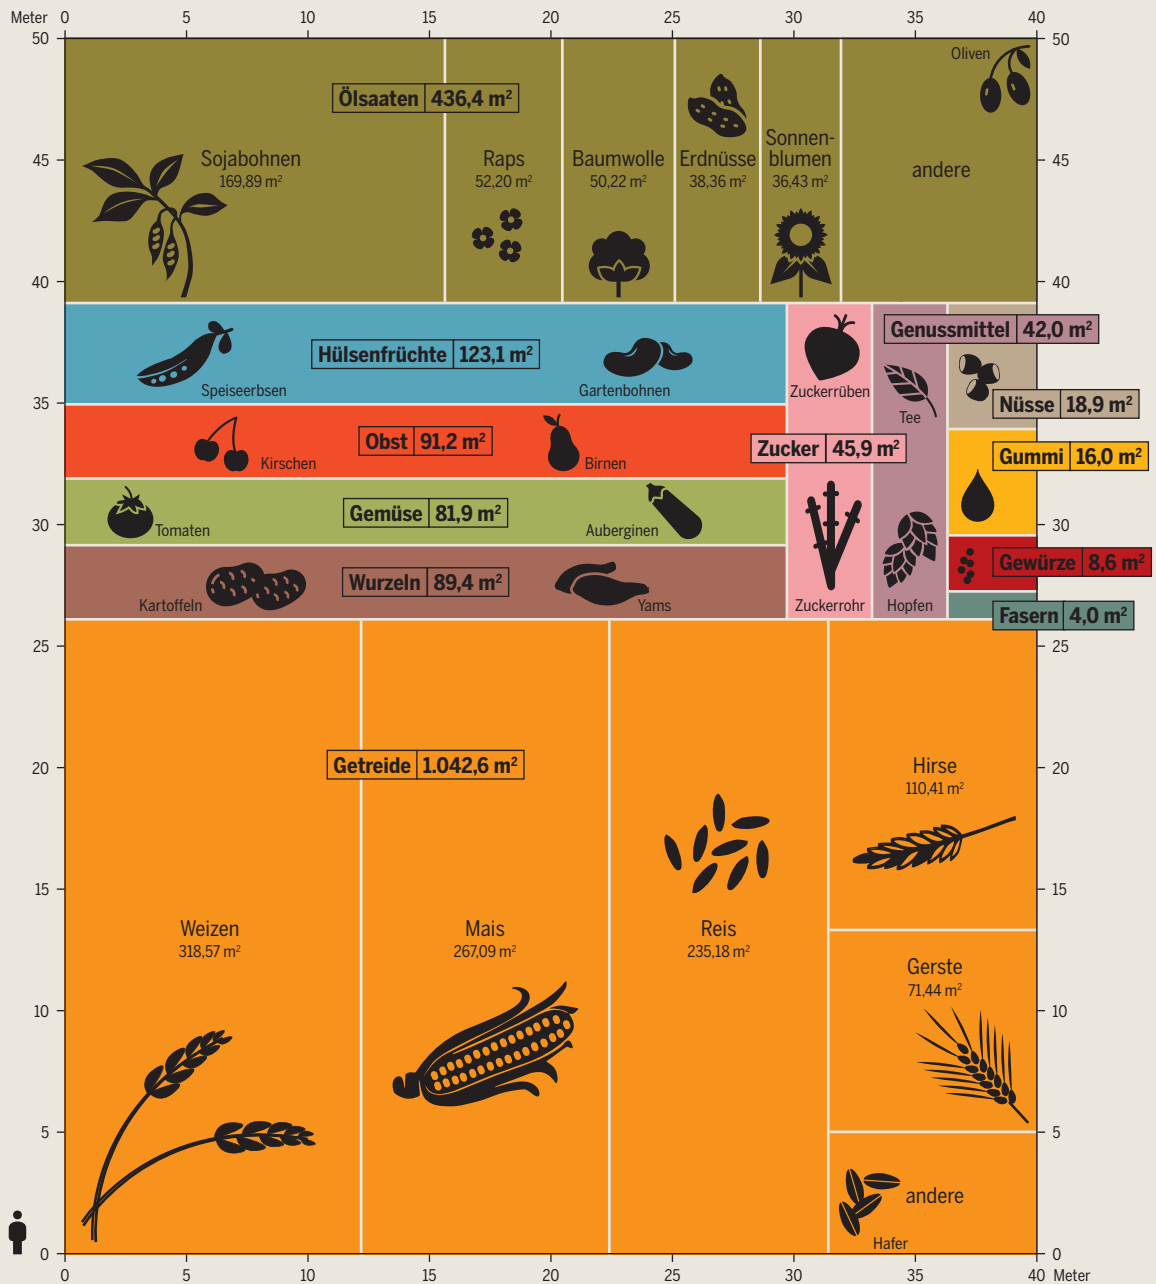 Meter 0 5 10 15 20 25 30 35 40
50 50
Oliven
Ölsaaten 436,4 m²
Sojabohnen
169,89 m²
Raps
52,20 m²
Baumwolle
50,22 m²
Erdnüsse
38,36 m²
Sonnen-
blumen
36,43 m²
andere
45 45
40 40
Hülsenfrüchte 123,1 m²
Speiseerbsen
Gartenbohnen
Zuckerrüben
Genussmittel 42,0 m²
Tee
Nüsse 18,9 m²
35
Obst 91,2 m²
Kirschen
Birnen
Zucker 45,9 m²
Gummi 16,0 m²
Gemüse 81,9 m²
Tomaten
Auberginen
30 30
Wurzeln 89,4 m²
Kartoffeln
Yams
Zuckerrohr
Hopfen
Gewürze 8,6 m²
Fasern 4,0 m²
25 25
Getreide 1.042,6 m²
20 20
Hirse
110,41 m²
15 15
Weizen
318,57 m²
Mais
267,09 m²
Reis
235,18 m²
Gerste
71,44 m²
10 10
5 5
andere
Hafer
0 0
0 5 10 15 20 25 30 35 40 Meter